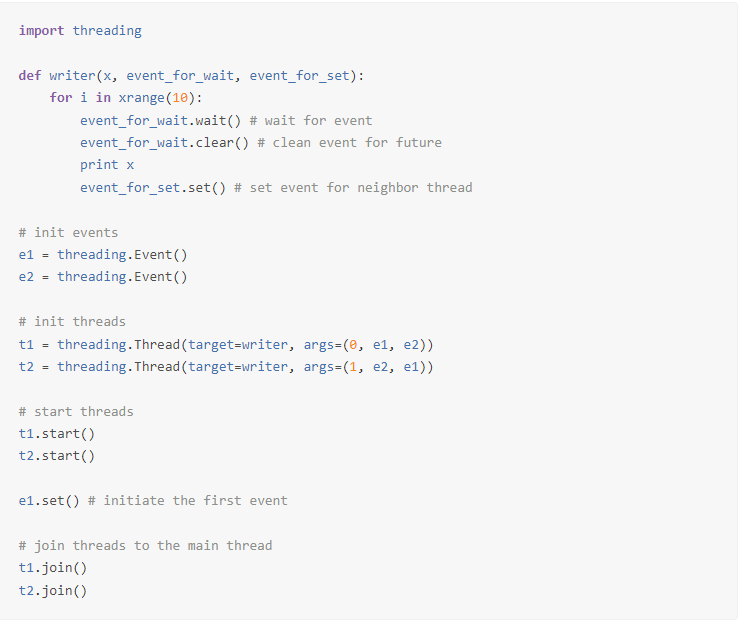 import threading

def writer(x, event_for_wait, event_for_set):
    for i in xrange(10):
        event_for_wait.wait() # wait for event
        event_for_wait.clear() # clean event for future
        print x
        event_for_set.set() # set event for neighbor thread

# init events
e1 = threading.Event()
e2 = threading.Event()

# init threads
t1 = threading.Thread(target=writer, args=(0, e1, e2))
t2 = threading.Thread(target=writer, args=(1, e2, e1))

# start threads
t1.start()
t2.start()

e1.set() # initiate the first event

# join threads to the main thread
t1.join()
t2.join()